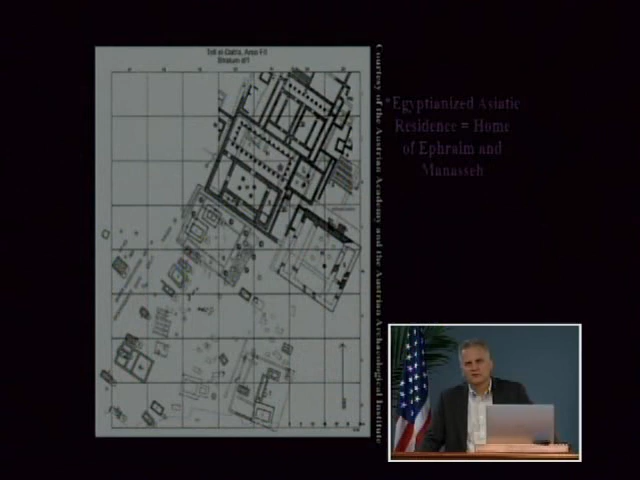 Tell el-Dab'a, Area F/I
Stratum d/1
Courtesy of the Austrian Academy and the Austrian Archaeological Institute
*Egyptianized Asiatic
Residence = Home
of Ephraim and
Manasseh